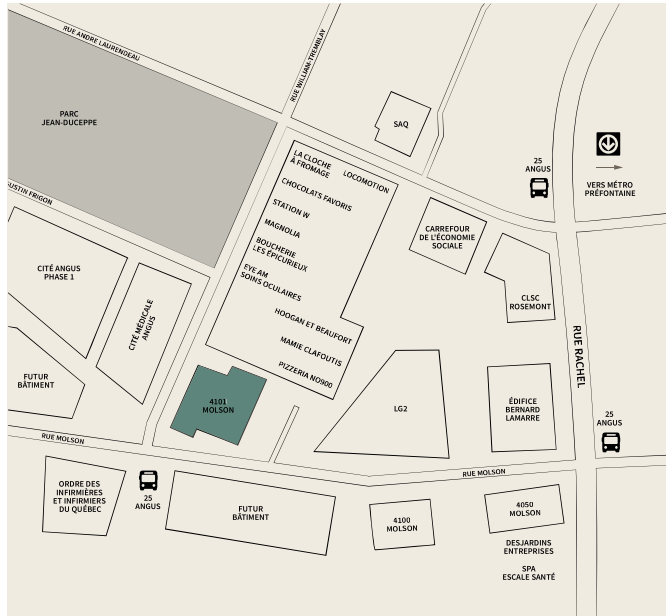 RUE ANDRE LAURENDEAU
RUE WILLIAM-TREMBLAY
PARC
JEAN-DUCEPPE
SAQ
25
ANGUS
VERS MÉTRO
PRÉFONTAINE
LA CLOCHE
À FROMAGE
LOCOMOTION
CHOCOLATS FAVORIS
STATION W
MAGNOLIA
BOUCHERIE
LES ÉPICURIEUX
EYE AM
SOINS OCULAIRES
HOOGAN ET BEAUFORT
MAMIE CLAFOUTIS
PIZZERIA NO900
USTIN FRIGON
CARREFOUR
DE L'ÉCONOMIE
SOCIALE
CLSC
ROSEMONT
CITÉ ANGUS
PHASE 1
CITÉ MÉDICALE
ANGUS
RUE RACHEL
FUTUR
BÂTIMENT
4101
MOLSON
LG2
ÉDIFICE
BERNARD
LAMARRE
25
ANGUS
RUE MOLSON
RUE MOLSON
ORDRE DES
INFIRMIÈRES
ET INFIRMIERS
DU QUÉBEC
25
ANGUS
FUTUR
BÂTIMENT
4100
MOLSON
4050
MOLSON
DESJARDINS
ENTREPRISES
SPA
ESCALE SANTÉ